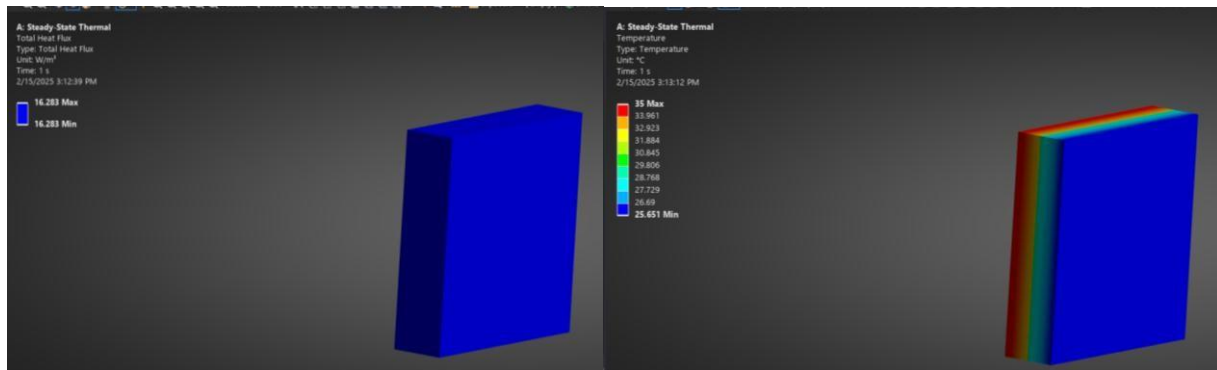 A: Steady-State Thermal
Total Heat Flux
Type: Total Heat Flux
Unit: W/m²
Time: 1 s
2/15/2025 3:12:39 PM
16.283 Max
16.283 Min
A: Steady-State Thermal
Temperature
Type: Temperature
Unit: °C
Time: 1 s
2/15/2025 3:13:12 PM
35 Max
33.961
32.923
31.884
30.845
29.806
28.768
27.729
26.69
25.651 Min